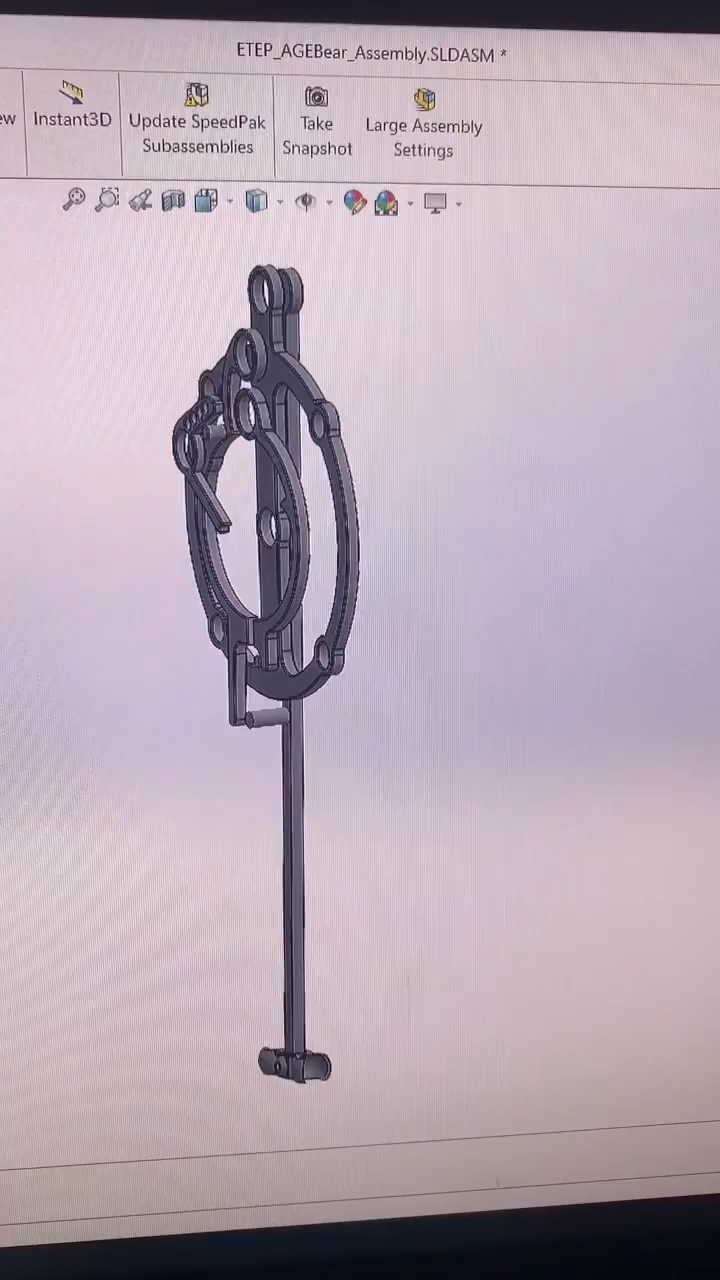 ETEP_AGEBear_Assembly.SLDASM *
ew
Instant3D
Update SpeedPak
Subassemblies
Take
Snapshot
Large Assembly
Settings